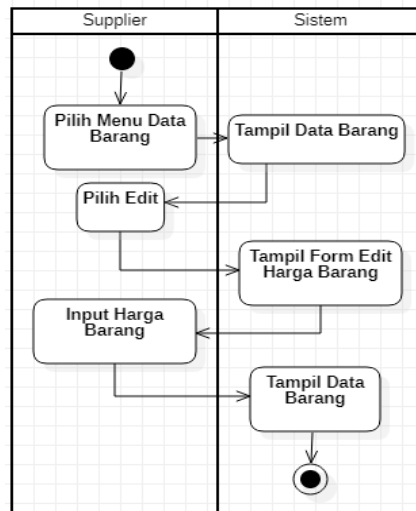 Supplier
Sistem
Pilih Menu Data
Barang
Tampil Data Barang
Pilih Edit
Tampil Form Edit
Harga Barang
Input Harga
Barang
Tampil Data
Barang